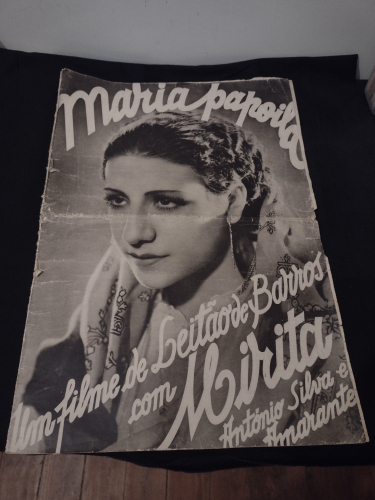 Maria papoila
Um filme de Leitão de Barros
com Mirita
António Silva e
Amarante